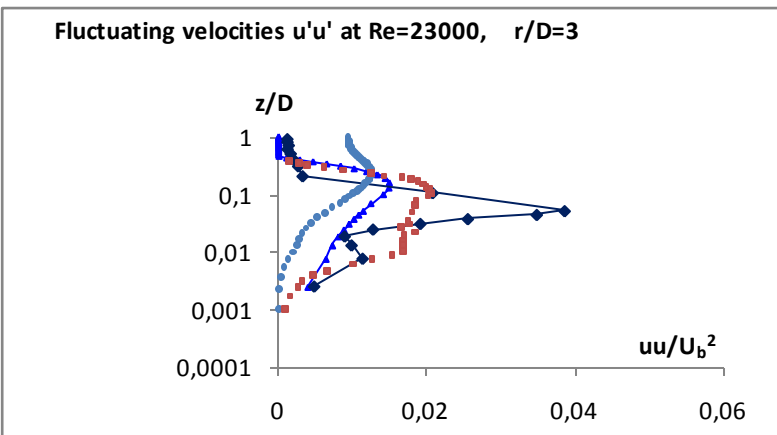 Fluctuating velocities u'u' at Re=23000, r/D=3
z/D
1
0,1
0,01
0,001
0,0001
uu/U_b²
0 0,02 0,04 0,06